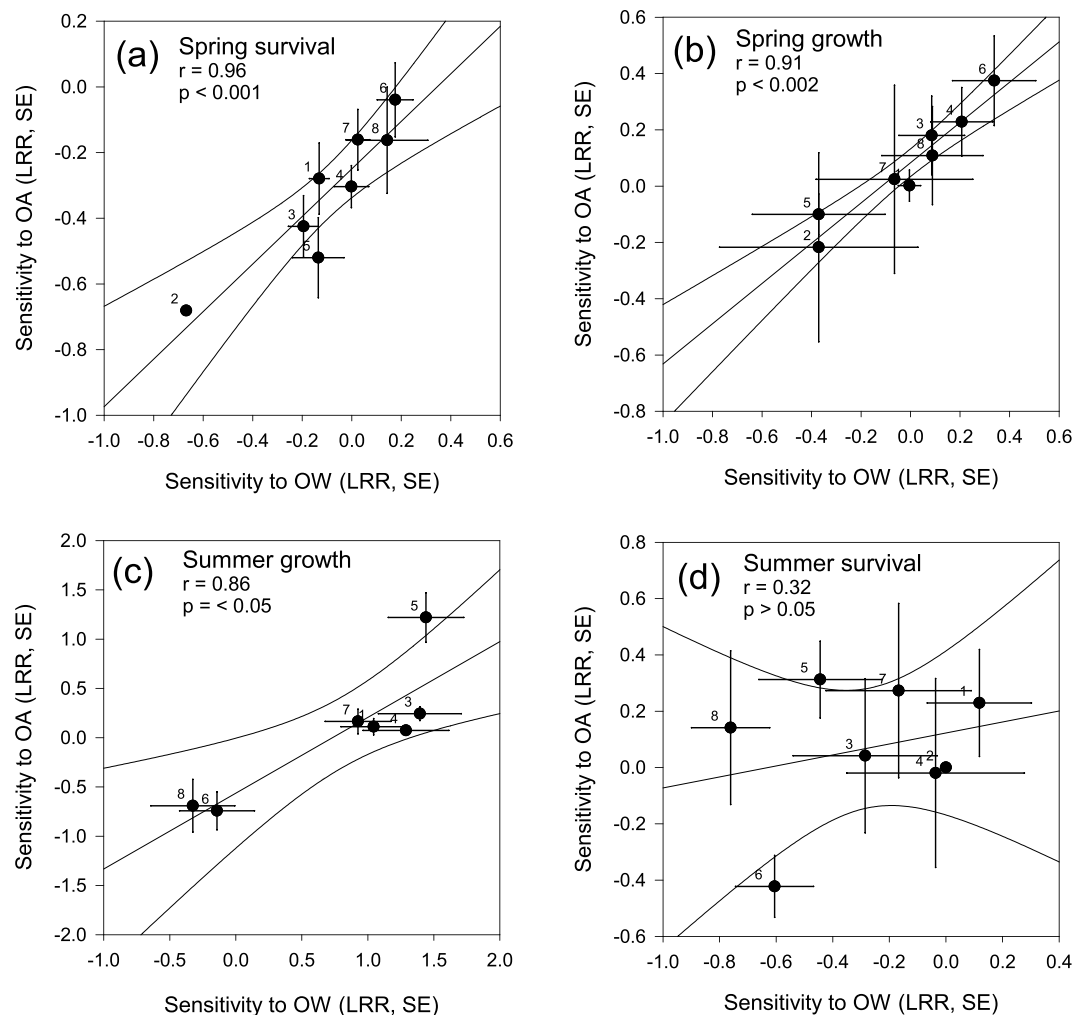 (a)
Spring survival
r = 0.96
p < 0.001
0.2
0.0
-0.2
-0.4
-0.6
-0.8
-1.0
Sensitivity to OA (LRR, SE)
6
7
8
1
4
3
5
2
-1.0 -0.8 -0.6 -0.4 -0.2 0.0 0.2 0.4 0.6
Sensitivity to OW (LRR, SE)
(b)
Spring growth
r = 0.91
p < 0.002
0.6
0.4
0.2
0.0
-0.2
-0.4
-0.6
-0.8
Sensitivity to OA (LRR, SE)
6
4
3
8
7
5
2
-1.0 -0.8 -0.6 -0.4 -0.2 0.0 0.2 0.4 0.6
Sensitivity to OW (LRR, SE)
(c)
Summer growth
r = 0.86
p = < 0.05
2.0
1.5
1.0
0.5
0.0
-0.5
-1.0
-1.5
-2.0
Sensitivity to OA (LRR, SE)
5
3
7
1
4
8
6
-1.0 -0.5 0.0 0.5 1.0 1.5 2.0
Sensitivity to OW (LRR, SE)
(d)
Summer survival
r = 0.32
p > 0.05
0.8
0.6
0.4
0.2
0.0
-0.2
-0.4
-0.6
Sensitivity to OA (LRR, SE)
5
7
1
8
3
2
4
6
-1.0 -0.8 -0.6 -0.4 -0.2 0.0 0.2 0.4
Sensitivity to OW (LRR, SE)